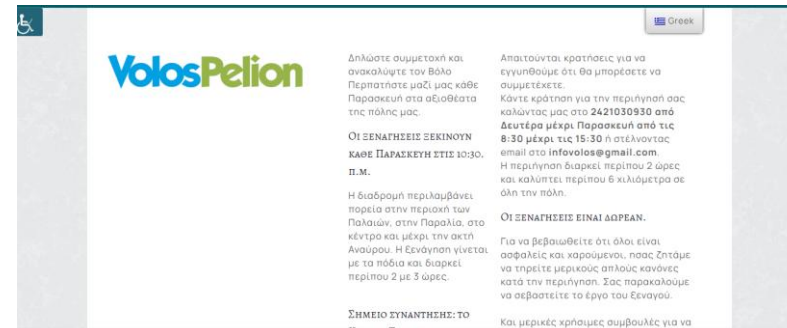 Greek
VolosPelion
Δηλώστε συμμετοχή και
ανακαλύψτε τον Βόλο
Περπατήστε μαζί μας κάθε
Παρασκευή στα αξιοθέατα
της πόλης μας.
Οι ξεναγήσεις ξεκινούν
κάθε Παρασκευή στις 10:30.
π.μ.
Η διαδρομή περιλαμβάνει
πορεία στην περιοχή των
Παλαιών, στην Παραλία, στο
κέντρο και μέχρι την ακτή
Αναύρου. Η ξενάγηση γίνεται
με τα πόδια και διαρκεί
περίπου 2 με 3 ώρες.
Σημείο συνάντησης: το
Απαιτούνται κρατήσεις για να
εγγυηθούμε ότι θα μπορέσετε να
συμμετέχετε.
Κάντε κράτηση για την περιήγησή σας
καλώντας μας στο 2421030930 από
Δευτέρα μέχρι Παρασκευή από τις
8:30 μέχρι τις 15:30 ή στέλνοντας
email στο infovolos@gmail.com.
Η περιήγηση διαρκεί περίπου 2 ώρες
και καλύπτει περίπου 6 χιλιόμετρα σε
όλη την πόλη.
Οι ξεναγήσεις είναι δωρεάν.
Για να βεβαιωθείτε ότι όλοι είναι
ασφαλείς και χαρούμενοι, ησας ζητάμε
να τηρείτε μερικούς απλούς κανόνες
κατά την περιήγηση. Σας παρακαλούμε
να σεβαστείτε το έργο του ξεναγού.
Και μερικές χρήσιμες συμβουλές για να